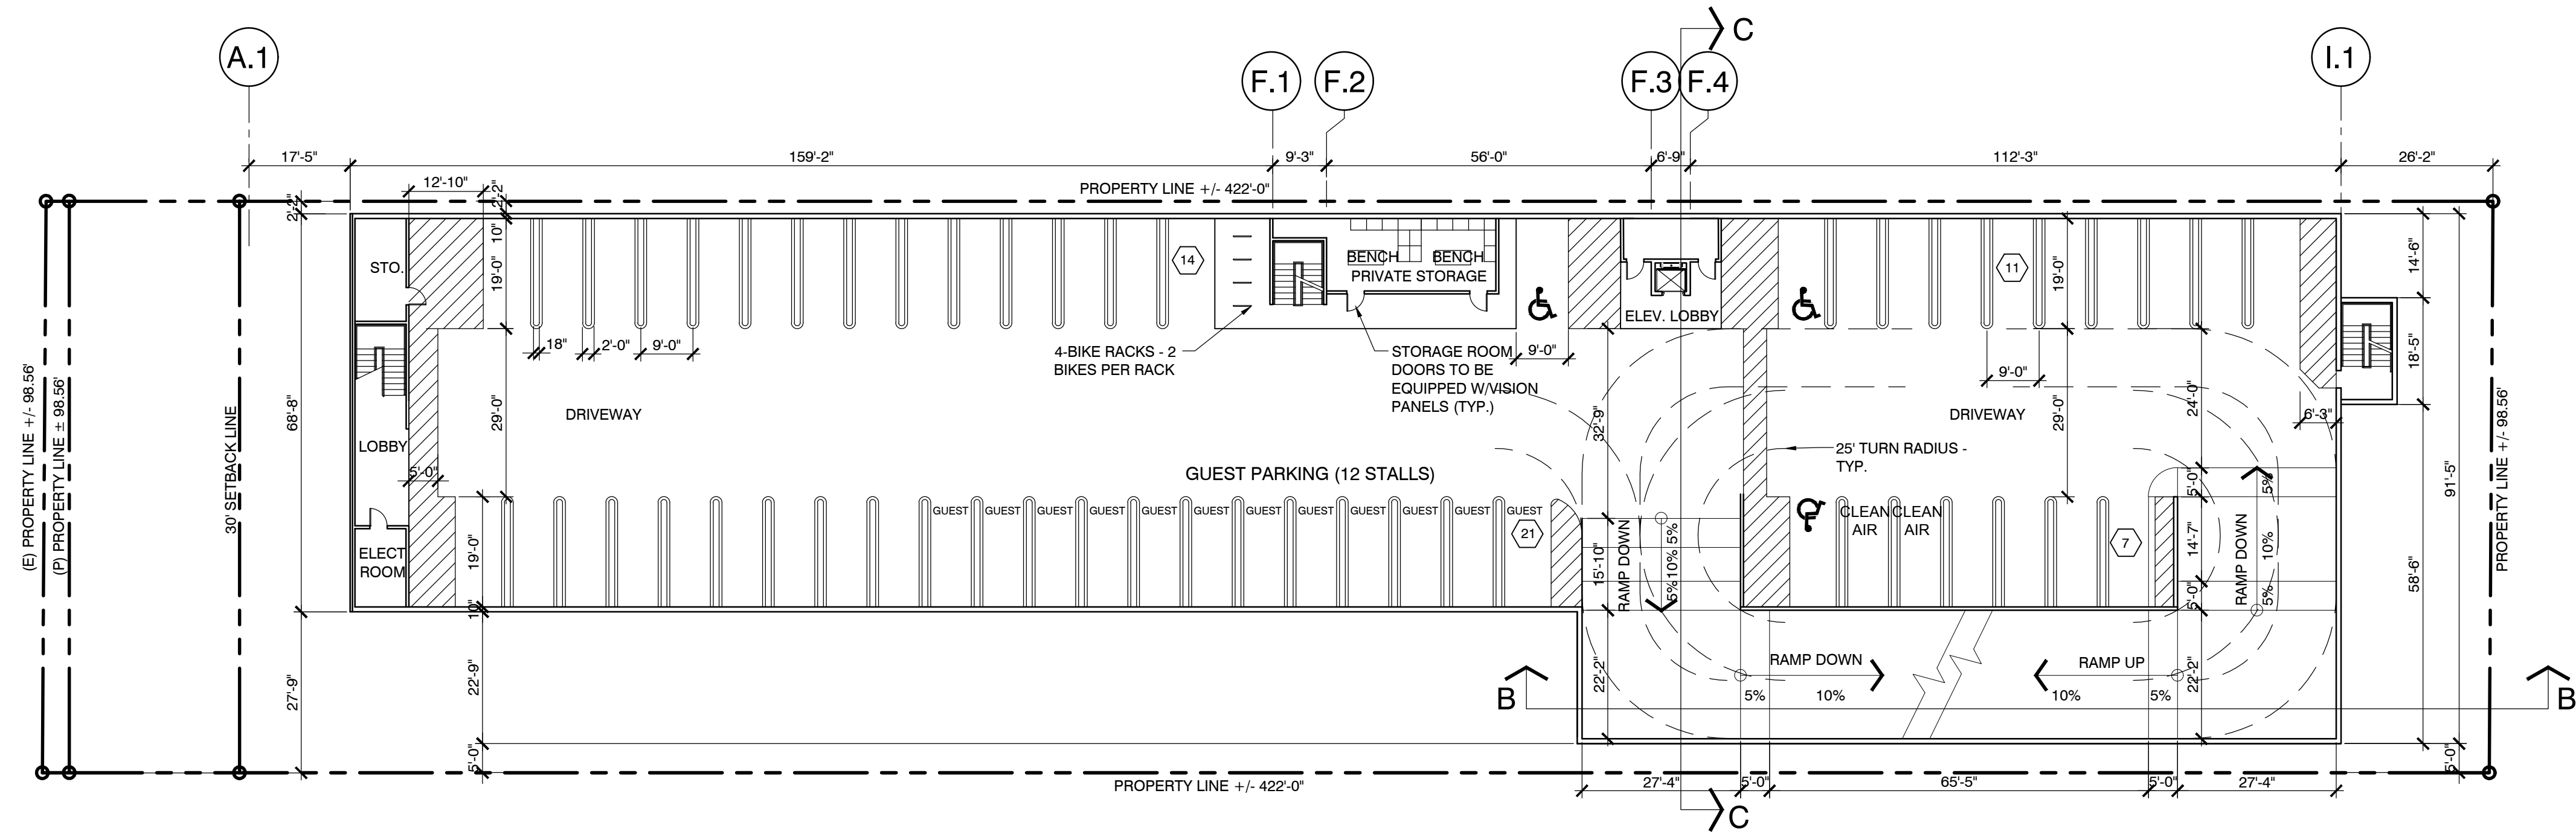 C
A.1
F.1
F.2
F.3
F.4
I.1
17'-5"
159'-2"
9'-3"
56'-0"
6'-9"
112'-3"
26'-2"
12'-10"
2'-2"
2'-2"
PROPERTY LINE +/- 422'-0"
10"
STO.
19'-0"
14
BENCH
BENCH
PRIVATE STORAGE
ELEV. LOBBY
11
19'-0"
14'-6"
18'-5"
18"
2'-0"
9'-0"
4-BIKE RACKS - 2
BIKES PER RACK
STORAGE ROOM
DOORS TO BE
EQUIPPED W/VISION
PANELS (TYP.)
9'-0"
9'-0"
(E) PROPERTY LINE +/- 98.56'
(P) PROPERTY LINE ± 98.56'
30' SETBACK LINE
68'-8"
29'-0"
DRIVEWAY
32'-9"
29'-0"
DRIVEWAY
24'-0"
6'-3"
LOBBY
5'-0"
25' TURN RADIUS -
TYP.
GUEST PARKING (12 STALLS)
91'-5"
PROPERTY LINE +/- 98.56'
GUEST
GUEST
GUEST
GUEST
GUEST
GUEST
GUEST
GUEST
GUEST
GUEST
GUEST
GUEST
21
CLEAN
AIR
CLEAN
AIR
7
5'-0"
5%
ELECT
ROOM
19'-0"
15'-10"
RAMP DOWN
5%
10%
5%
14'-7"
RAMP DOWN
10%
5%
5'-0"
58'-6"
10"
27'-9"
22'-9"
22'-2"
RAMP DOWN
RAMP UP
22'-2"
5%
10%
10%
5%
B
B
5'-0"
5'-0"
PROPERTY LINE +/- 422'-0"
27'-4"
5'-0"
65'-5"
5'-0"
27'-4"
C